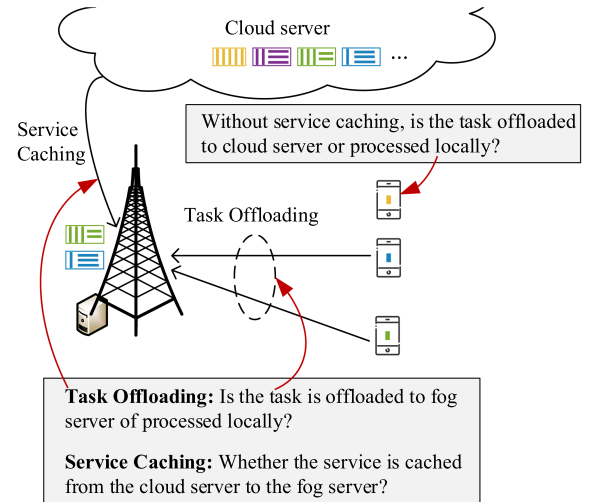 Cloud server
...
Without service caching, is the task offloaded
to cloud server or processed locally?
Service
Caching
Task Offloading
Task Offloading: Is the task is offloaded to fog
server of processed locally?
Service Caching: Whether the service is cached
from the cloud server to the fog server?